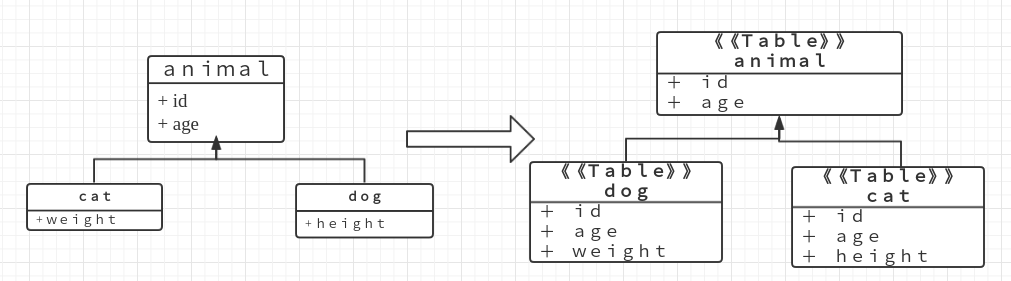 animal
+ id
+ age
cat
+weight
dog
+height
《《Table》》
animal
+ id
+ age
《《Table》》
dog
+ id
+ age
+ weight
《《Table》》
cat
+ id
+ age
+ height